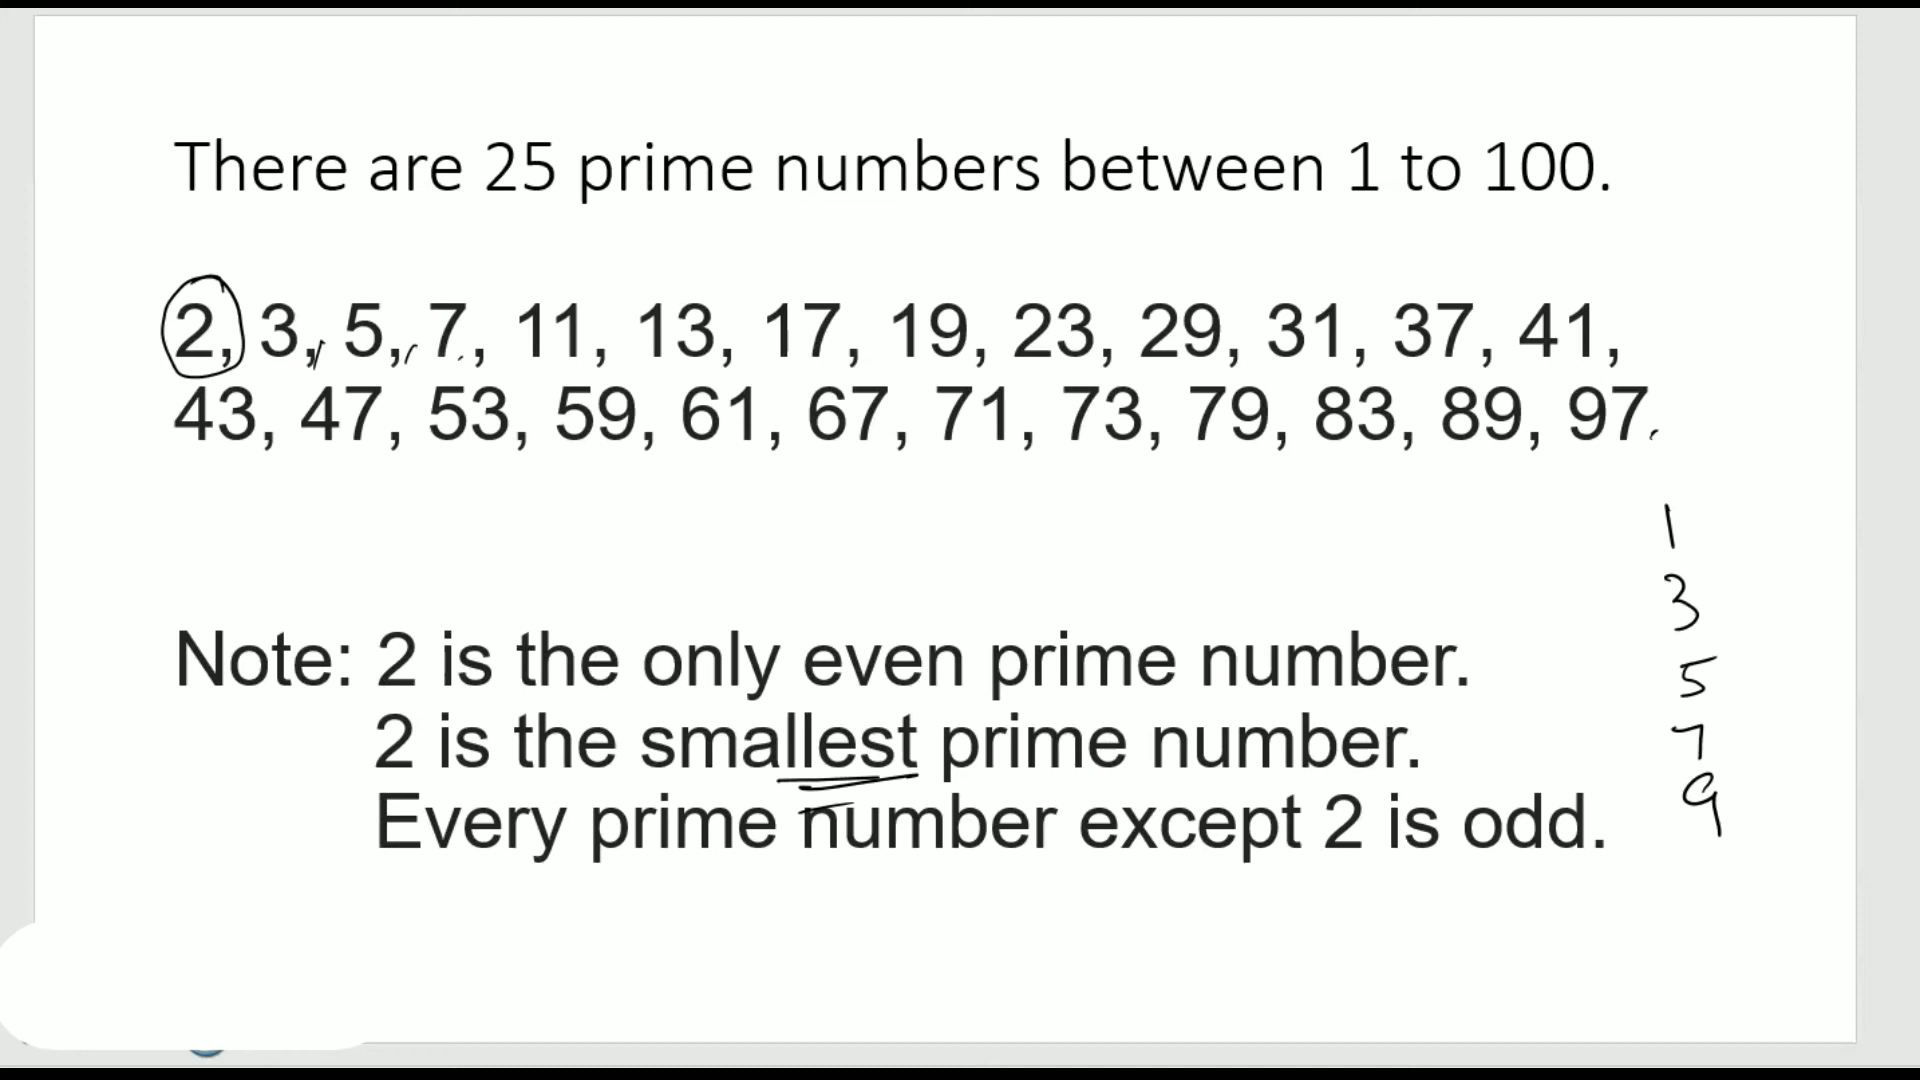 There are 25 prime numbers between 1 to 100.
2, 3, 5, 7, 11, 13, 17, 19, 23, 29, 31, 37, 41,
43, 47, 53, 59, 61, 67, 71, 73, 79, 83, 89, 97.
1
3
5
7
9
Note: 2 is the only even prime number.
2 is the smallest prime number.
Every prime number except 2 is odd.